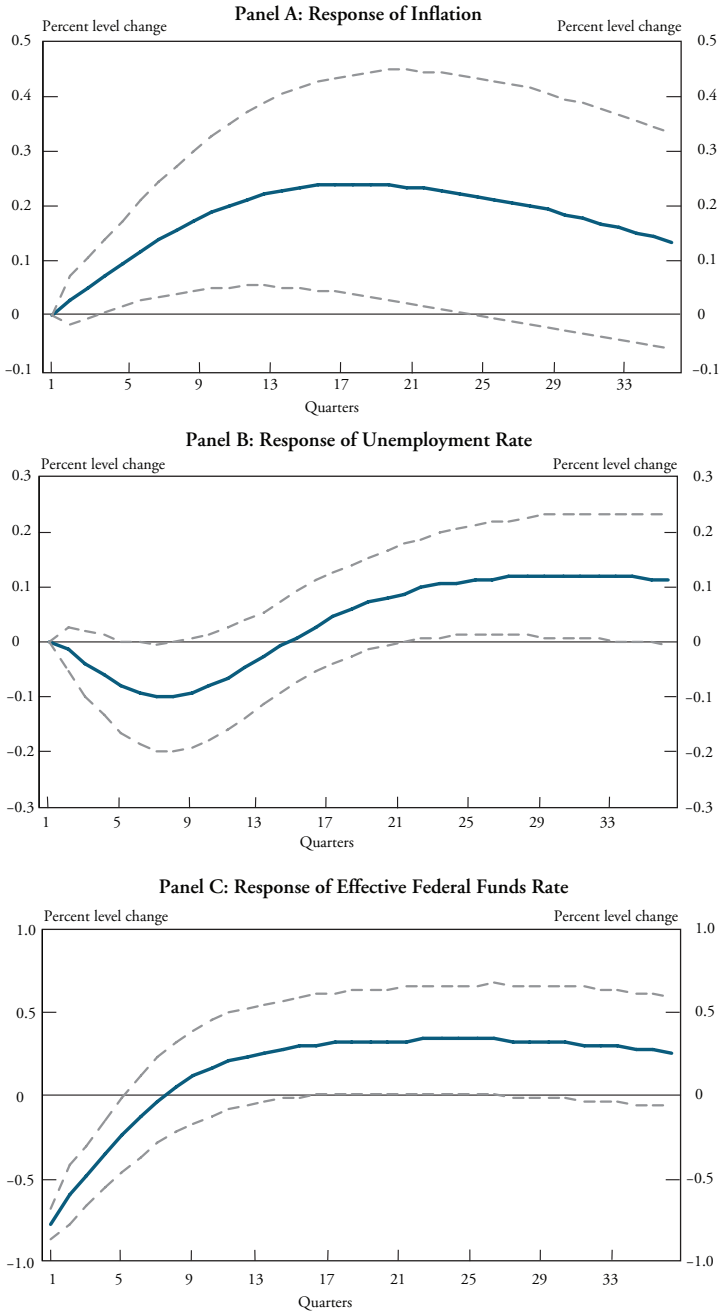 Panel A: Response of Inflation
Percent level change Percent level change
0.5 0.5
0.4 0.4
0.3 0.3
0.2 0.2
0.1 0.1
0 0
–0.1 –0.1
1 5 9 13 17 21 25 29 33
Quarters
Panel B: Response of Unemployment Rate
Percent level change Percent level change
0.3 0.3
0.2 0.2
0.1 0.1
0 0
–0.1 –0.1
–0.2 –0.2
–0.3 –0.3
1 5 9 13 17 21 25 29 33
Quarters
Panel C: Response of Effective Federal Funds Rate
Percent level change Percent level change
1.0 1.0
0.5 0.5
0 0
–0.5 –0.5
–1.0 –1.0
1 5 9 13 17 21 25 29 33
Quarters